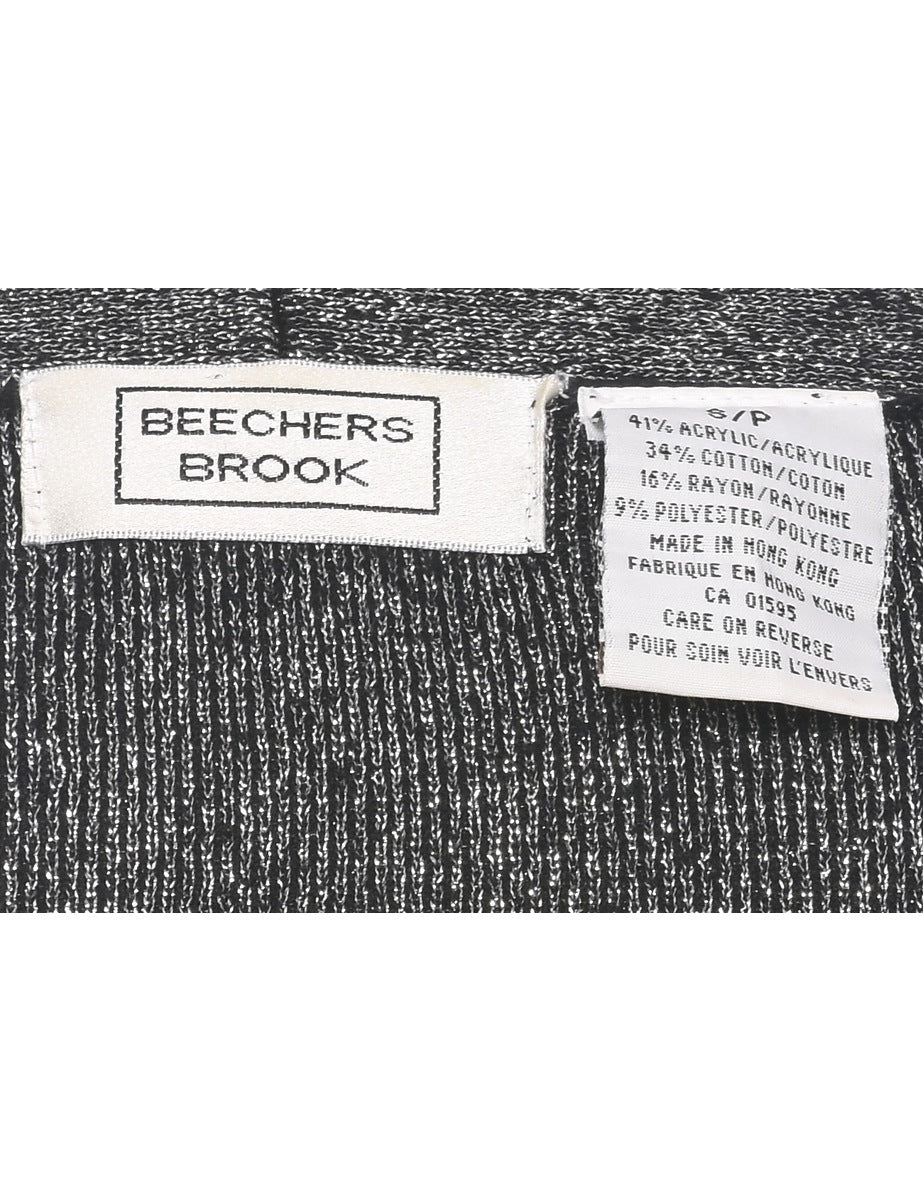 BEECHERS
BROOK
S/P
41% ACRYLIC/ACRYLIQUE
34% COTTON/COTON
16% RAYON/RAYONNE
9% POLYESTER/POLYESTRE
MADE IN HONG KONG
FABRIQUE EN HONG KONG
CA 01595
CARE ON REVERSE
POUR SOIN VOIR L'ENVERS